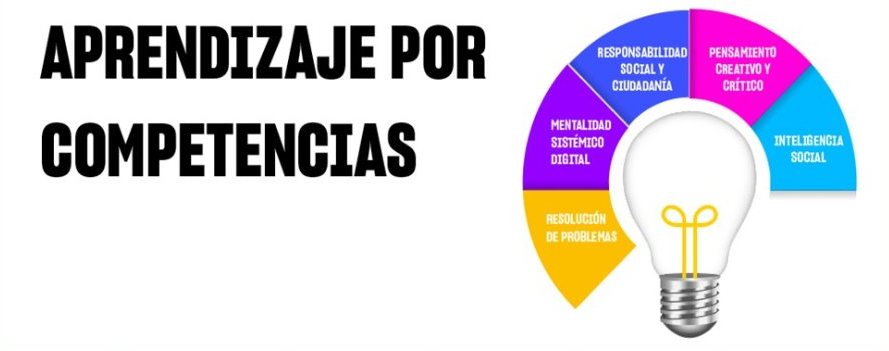 APRENDIZAJE POR
COMPETENCIAS
RESOLUCIÓN
DE PROBLEMAS
MENTALIDAD
SISTÉMICO
DIGITAL
RESPONSABILIDAD
SOCIAL Y
CIUDADANÍA
PENSAMIENTO
CREATIVO Y
CRÍTICO
INTELIGENCIA
SOCIAL